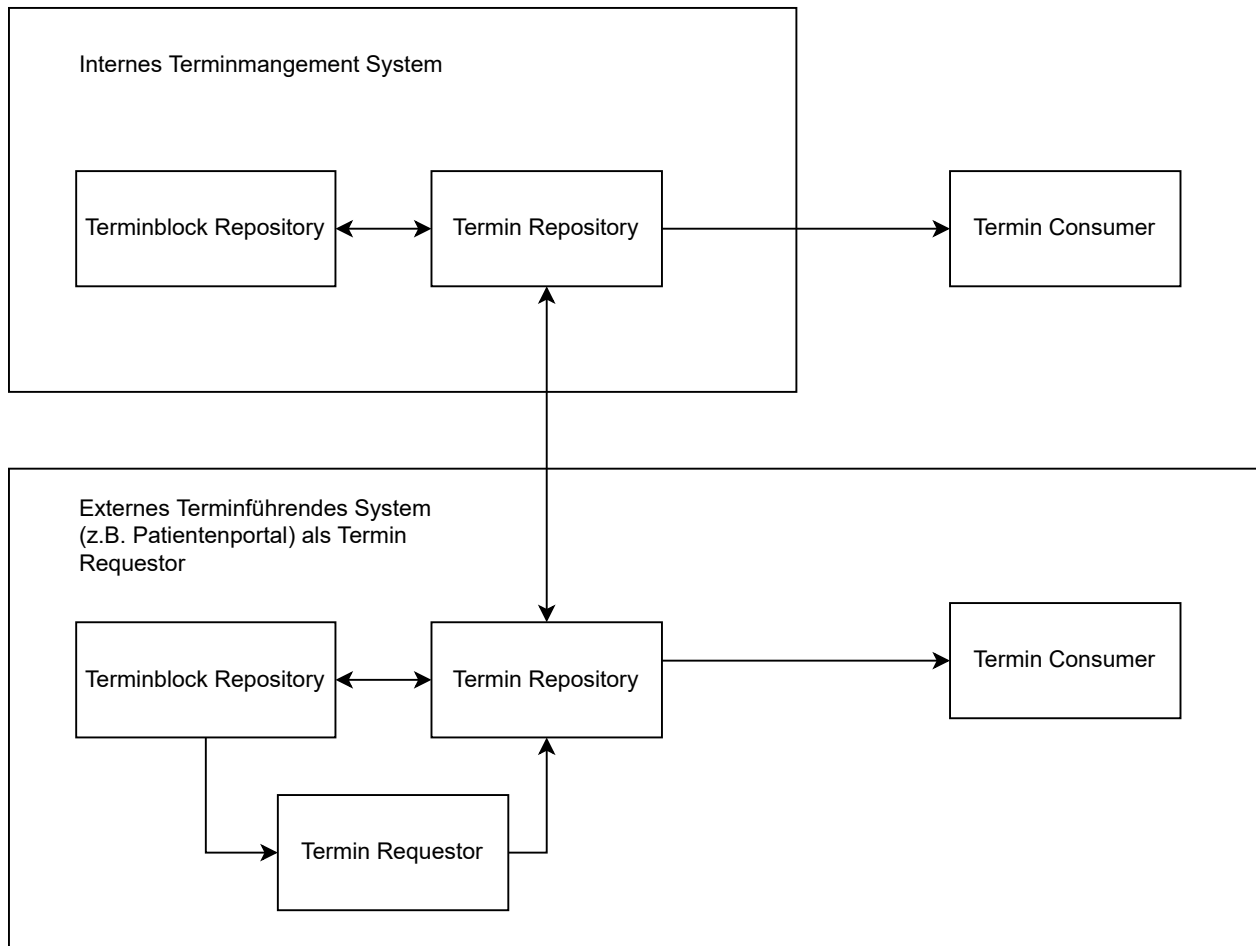 Internes Terminmangement System
Terminblock Repository
Termin Repository
Termin Consumer
Externes Terminführendes System
(z.B. Patientenportal) als Termin
Requestor
Terminblock Repository
Termin Repository
Termin Consumer
Termin Requestor